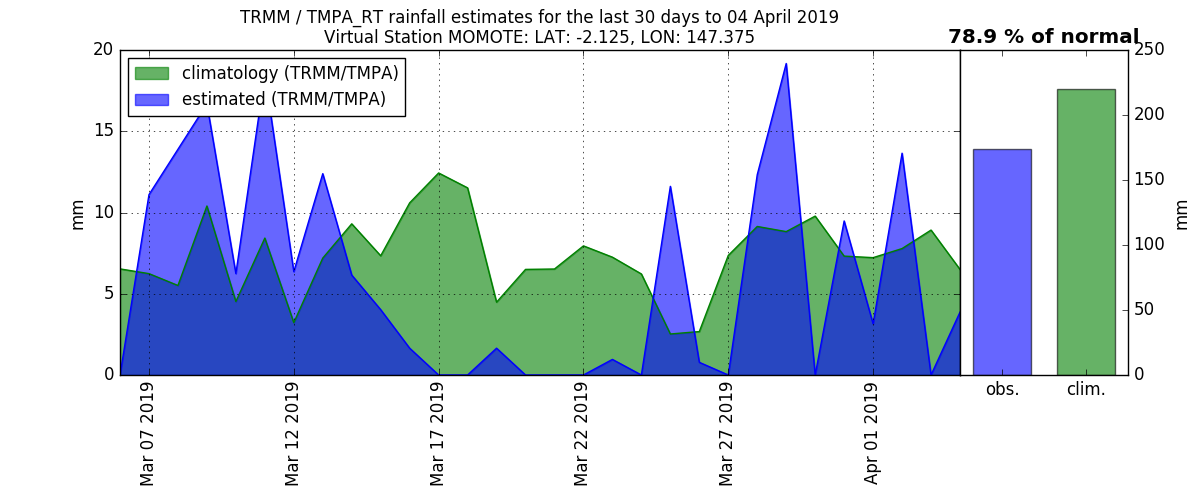 TRMM / TMPA_RT rainfall estimates for the last 30 days to 04 April 2019
Virtual Station MOMOTE: LAT: -2.125, LON: 147.375
78.9 % of normal
climatology (TRMM/TMPA)
estimated (TRMM/TMPA)
20
15
10
5
0
mm
Mar 07 2019
Mar 12 2019
Mar 17 2019
Mar 22 2019
Mar 27 2019
Apr 01 2019
obs.
clim.
250
200
150
100
50
0
mm